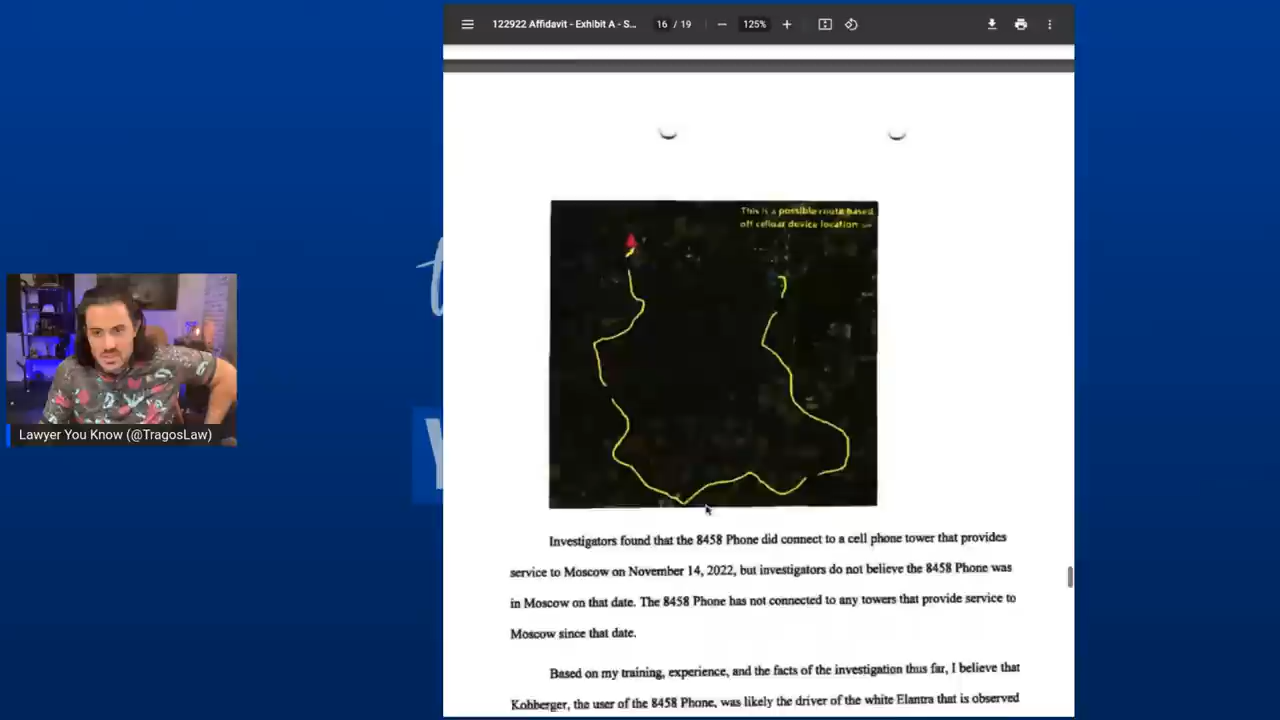 122922 Affidavit - Exhibit A - S... 16 / 19 125%
This is a possible route based
off celluar device location
Investigators found that the 8458 Phone did connect to a cell phone tower that provides
service to Moscow on November 14, 2022, but investigators do not believe the 8458 Phone was
in Moscow on that date. The 8458 Phone has not connected to any towers that provide service to
Moscow since that date.
Based on my training, experience, and the facts of the investigation thus far, I believe that
Kohberger, the user of the 8458 Phone, was likely the driver of the white Elantra that is observed
Lawyer You Know (@TragosLaw)